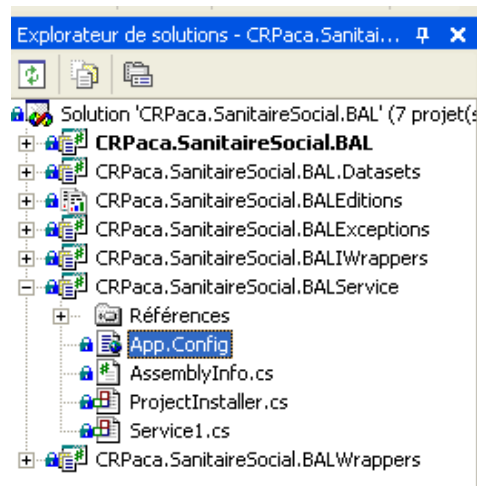 Explorateur de solutions - CRPaca.Sanitai...
Solution 'CRPaca.SanitaireSocial.BAL' (7 projet(s
CRPaca.SanitaireSocial.BAL
CRPaca.SanitaireSocial.BAL.Datasets
CRPaca.SanitaireSocial.BALEditions
CRPaca.SanitaireSocial.BALExceptions
CRPaca.SanitaireSocial.BALIWrappers
CRPaca.SanitaireSocial.BALService
Références
App.Config
AssemblyInfo.cs
ProjectInstaller.cs
Service1.cs
CRPaca.SanitaireSocial.BALWrappers